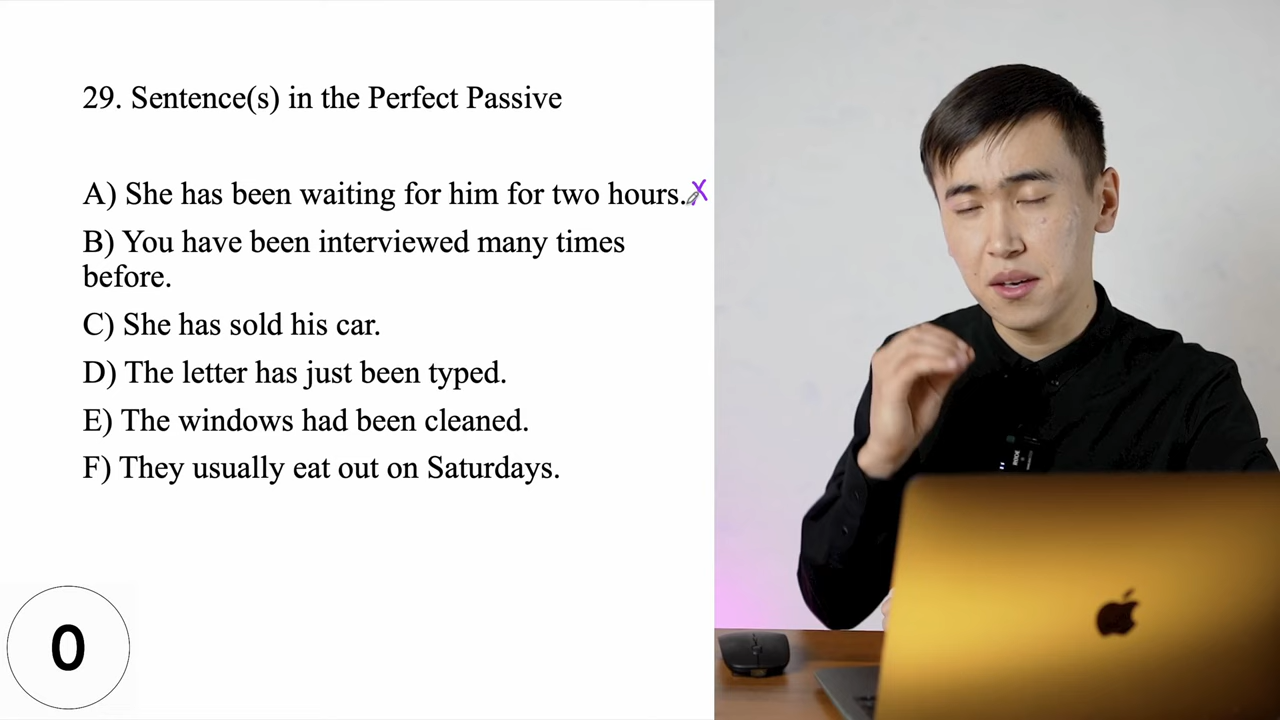 29. Sentence(s) in the Perfect Passive
A) She has been waiting for him for two hours. X
B) You have been interviewed many times
before.
C) She has sold his car.
D) The letter has just been typed.
E) The windows had been cleaned.
F) They usually eat out on Saturdays.
0